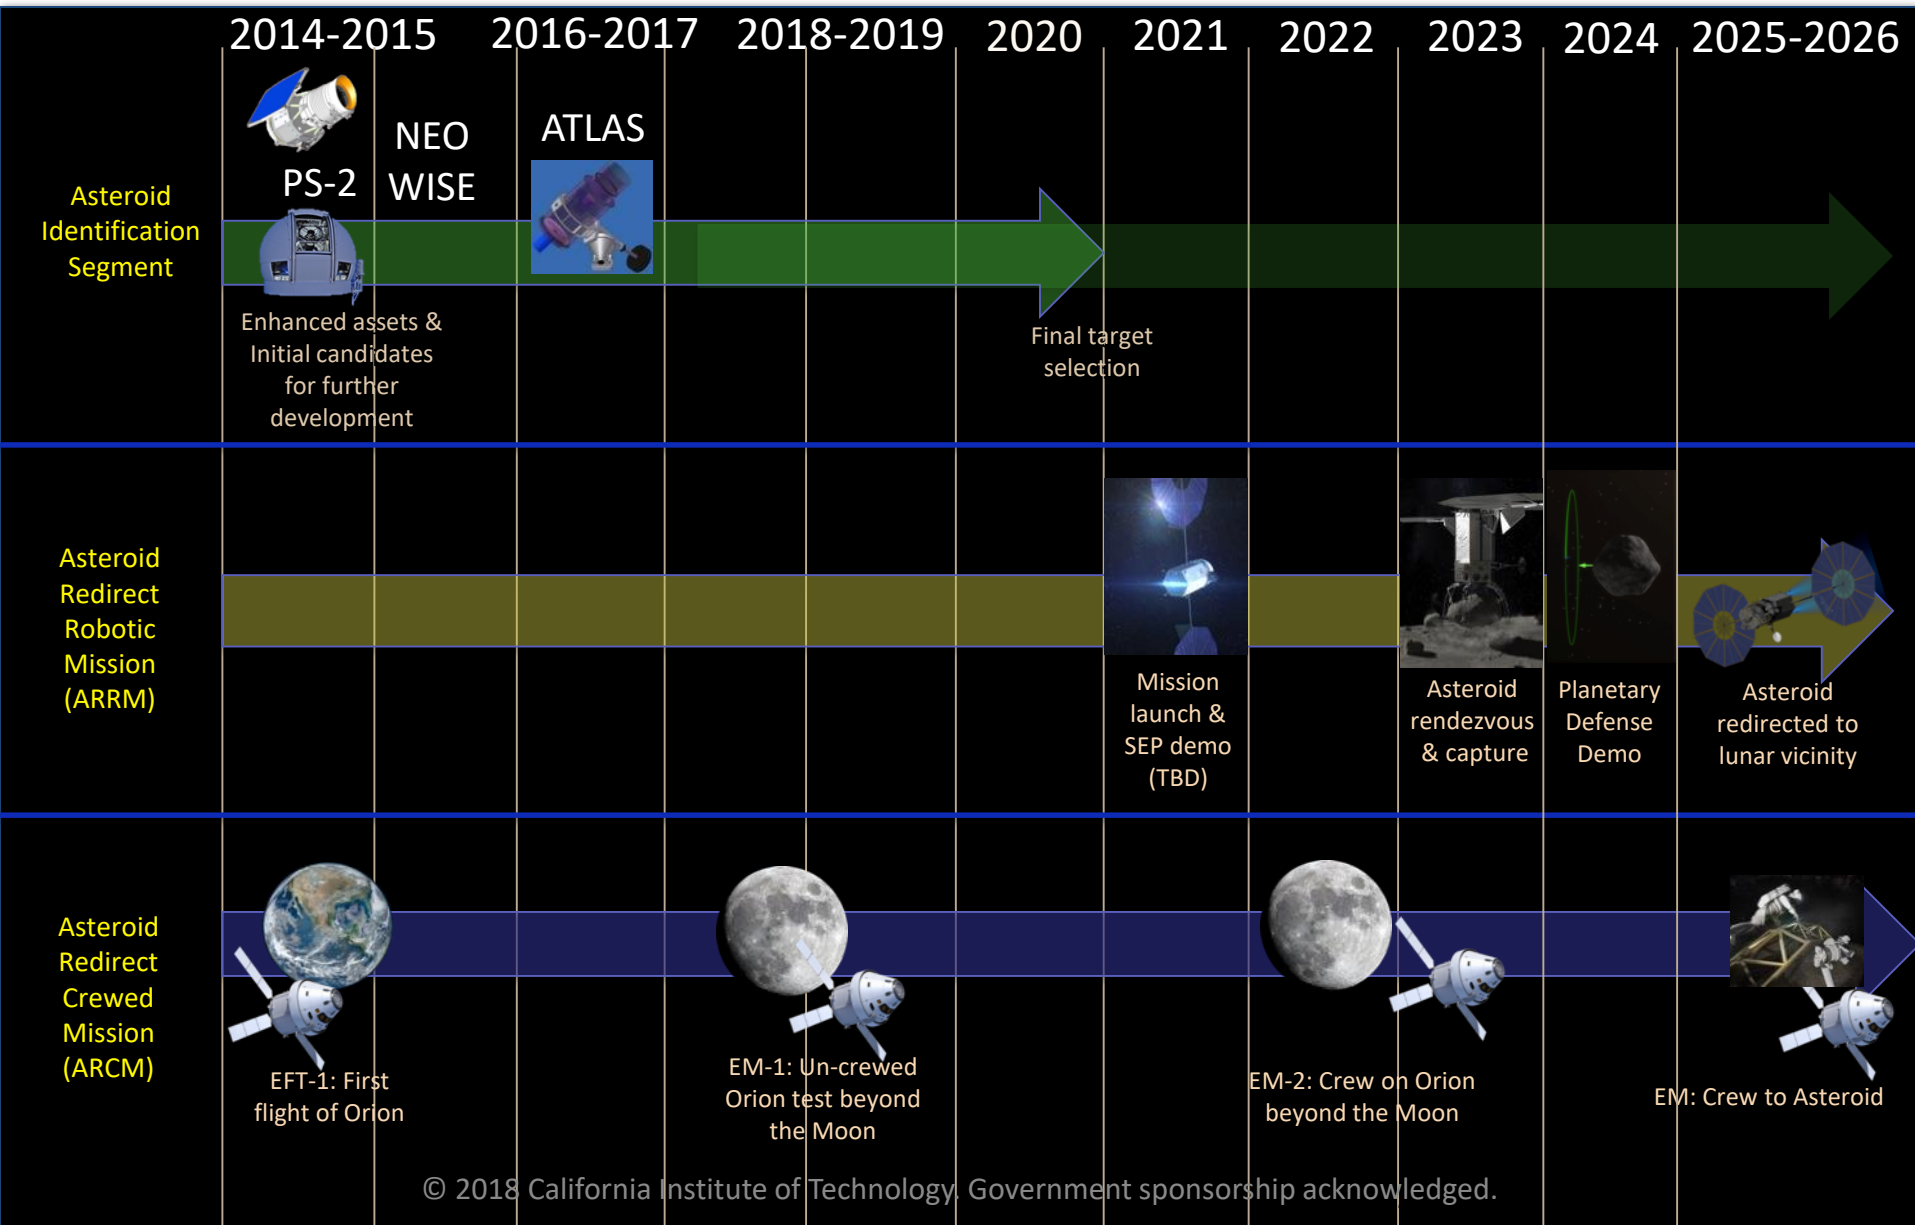 2014-2015 2016-2017 2018-2019 2020 2021 2022 2023 2024 2025-2026
Asteroid
Identification
Segment
PS-2
NEO
WISE
ATLAS
Enhanced assets &
Initial candidates
for further
development
Final target
selection
Asteroid
Redirect
Robotic
Mission
(ARRM)
Mission
launch &
SEP demo
(TBD)
Asteroid
rendezvous
& capture
Planetary
Defense
Demo
Asteroid
redirected to
lunar vicinity
Asteroid
Redirect
Crewed
Mission
(ARCM)
EFT-1: First
flight of Orion
EM-1: Un-crewed
Orion test beyond
the Moon
EM-2: Crew on Orion
beyond the Moon
EM: Crew to Asteroid
© 2018 California Institute of Technology. Government sponsorship acknowledged.